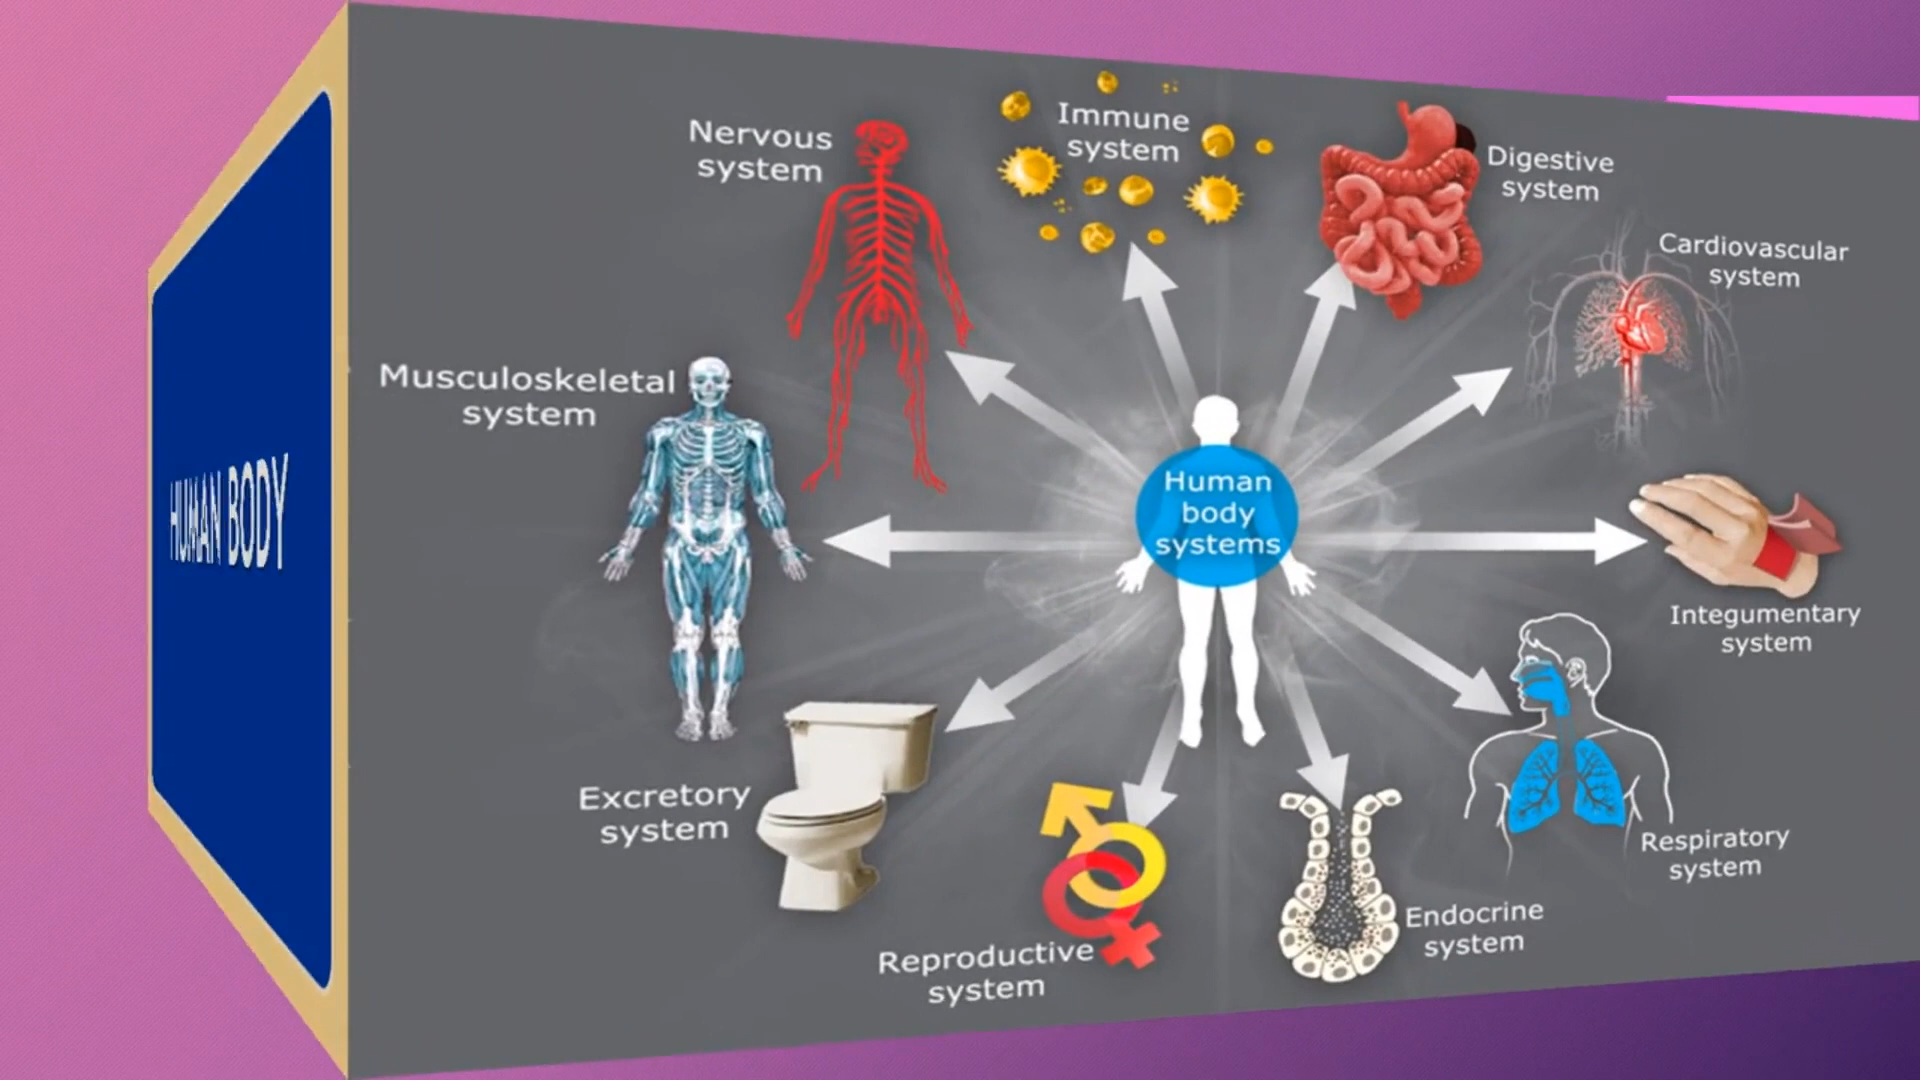 HUMAN BODY
Nervous
system
Immune
system
Digestive
system
Cardiovascular
system
Musculoskeletal
system
Human
body
systems
Integumentary
system
Excretory
system
Respiratory
system
Reproductive
system
Endocrine
system